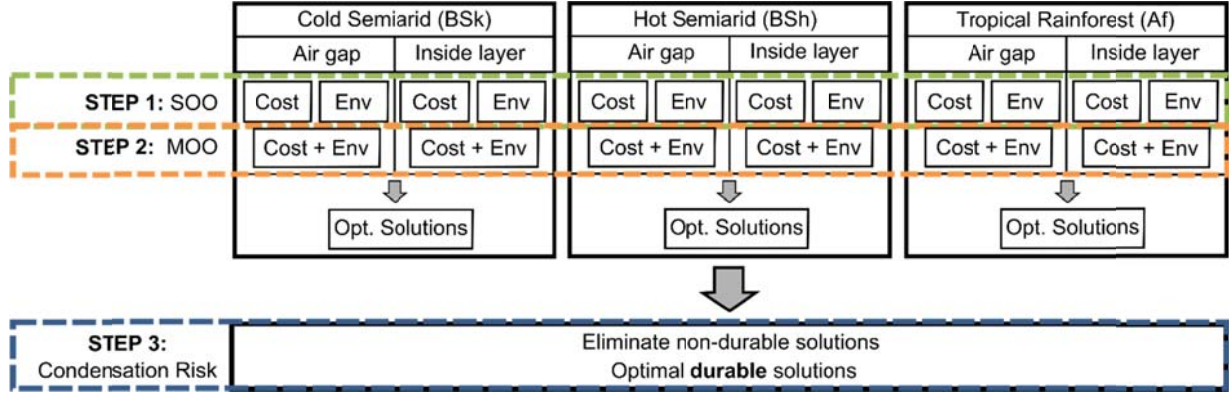 Cold Semiarid (BSk) Hot Semiarid (BSh) Tropical Rainforest (Af)
Air gap Inside layer Air gap Inside layer Air gap Inside layer
STEP 1: SOO Cost Env Cost Env Cost Env Cost Env Cost Env Cost Env
STEP 2: MOO Cost + Env Cost + Env Cost + Env Cost + Env Cost + Env Cost + Env
Opt. Solutions Opt. Solutions Opt. Solutions
STEP 3: Eliminate non-durable solutions
Condensation Risk Optimal durable solutions